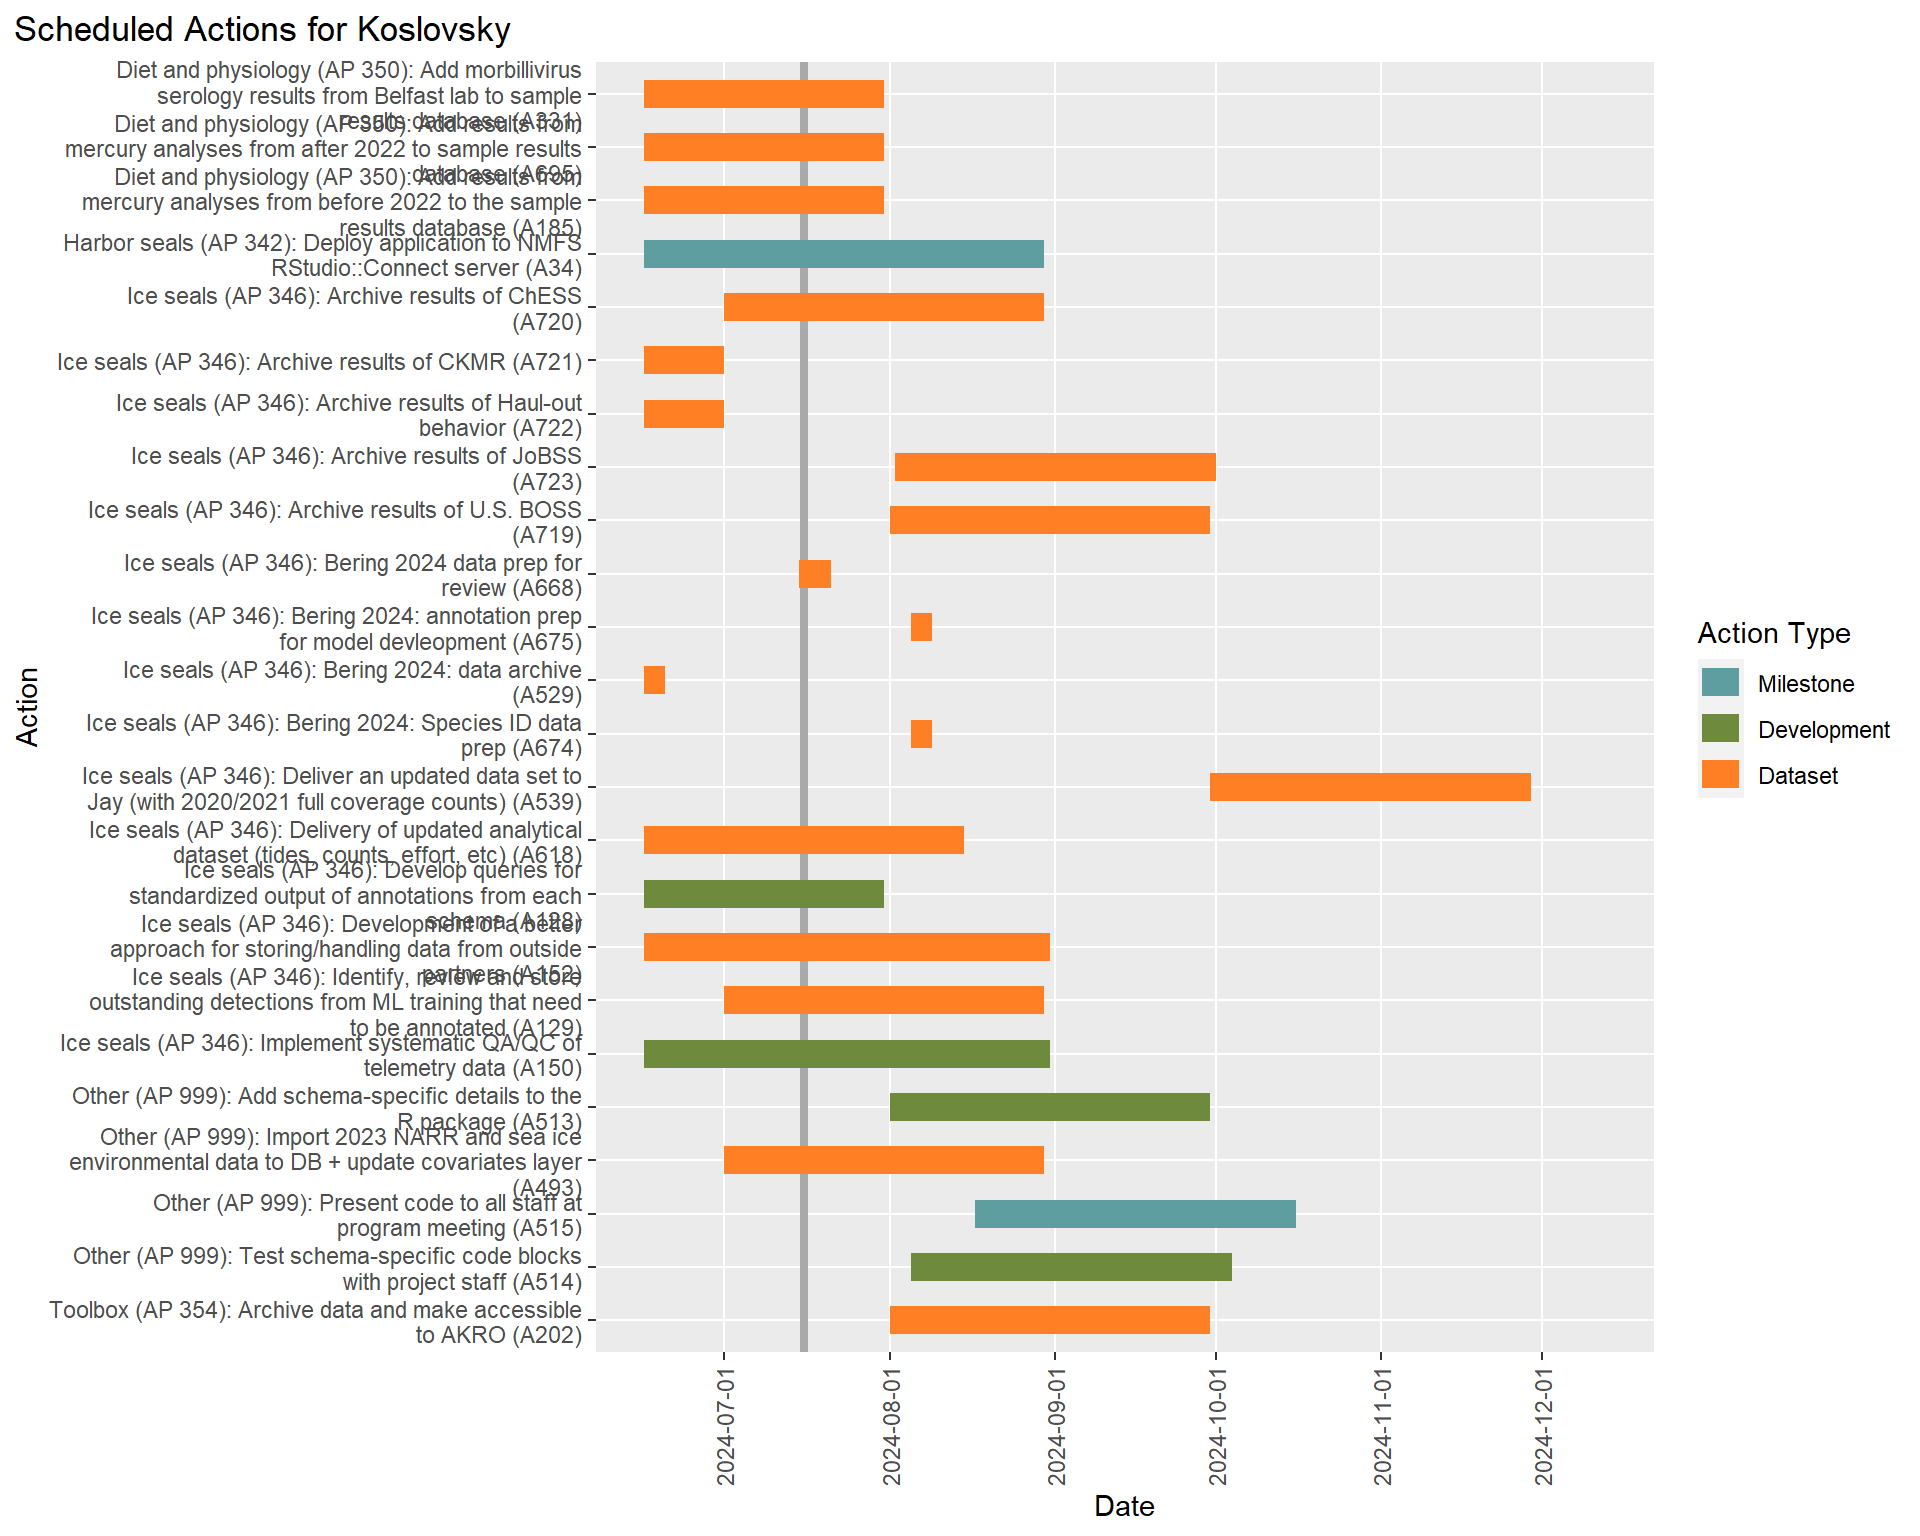 Scheduled Actions for Koslovsky
Diet and physiology (AP 350): Add morbillivirus
serology results from Belfast lab to sample
results database (A331)
Diet and physiology (AP 350): Add results from
mercury analyses from after 2022 to sample results
database (A695)
Diet and physiology (AP 350): Add results from
mercury analyses from before 2022 to the sample
results database (A185)
Harbor seals (AP 342): Deploy application to NMFS
RStudio::Connect server (A34)
Ice seals (AP 346): Archive results of ChESS
(A720)
Ice seals (AP 346): Archive results of CKMR (A721)
Ice seals (AP 346): Archive results of Haul-out
behavior (A722)
Ice seals (AP 346): Archive results of JoBSS
(A723)
Ice seals (AP 346): Archive results of U.S. BOSS
(A719)
Ice seals (AP 346): Bering 2024 data prep for
review (A668)
Ice seals (AP 346): Bering 2024: annotation prep
for model devleopment (A675)
Ice seals (AP 346): Bering 2024: data archive
(A529)
Ice seals (AP 346): Bering 2024: Species ID data
prep (A674)
Ice seals (AP 346): Deliver an updated data set to
Jay (with 2020/2021 full coverage counts) (A539)
Ice seals (AP 346): Delivery of updated analytical
dataset (tides, counts, effort, etc) (A618)
Ice seals (AP 346): Develop queries for
standardized output of annotations from each
schema (A128)
Ice seals (AP 346): Development of a better
approach for storing/handling data from outside
partners (A152)
Ice seals (AP 346): Identify, review and store
outstanding detections from ML training that need
to be annotated (A129)
Ice seals (AP 346): Implement systematic QA/QC of
telemetry data (A150)
Other (AP 999): Add schema-specific details to the
R package (A513)
Other (AP 999): Import 2023 NARR and sea ice
environmental data to DB + update covariates layer
(A493)
Other (AP 999): Present code to all staff at
program meeting (A515)
Other (AP 999): Test schema-specific code blocks
with project staff (A514)
Toolbox (AP 354): Archive data and make accessible
to AKRO (A202)
Action
2024-07-01
2024-08-01
2024-09-01
2024-10-01
2024-11-01
2024-12-01
Date
Action Type
Milestone
Development
Dataset